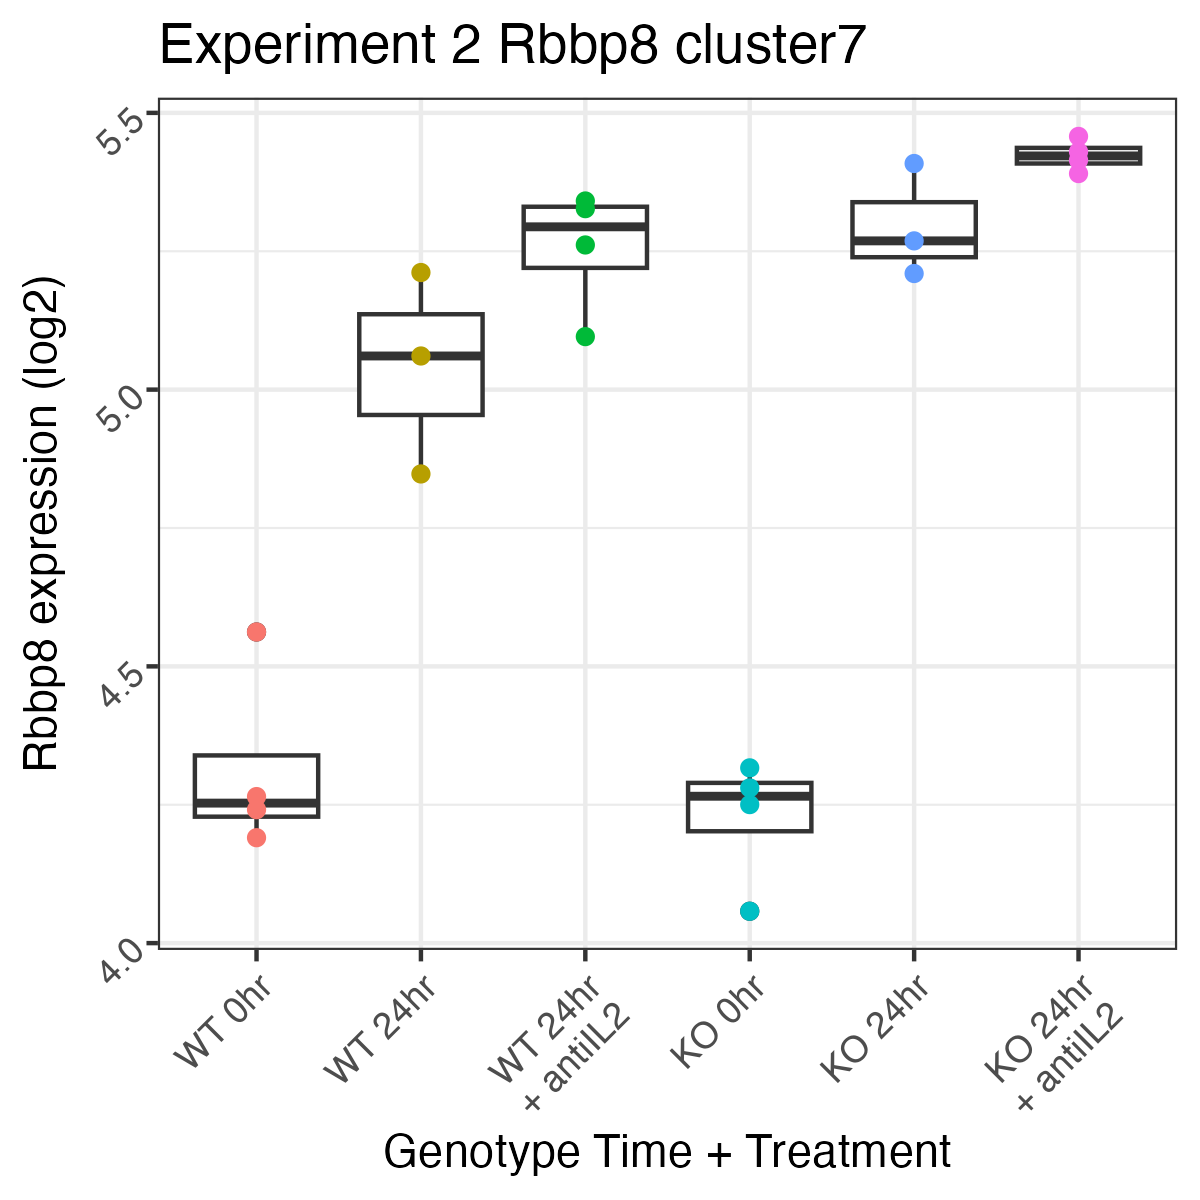 Experiment 2 Rbbp8 cluster7
Rbbp8 expression (log2)
5.5
5.0
4.5
4.0
WT 0hr
WT 24hr
WT 24hr
+ antiIL2
KO 0hr
KO 24hr
KO 24hr
+ antiIL2
Genotype Time + Treatment